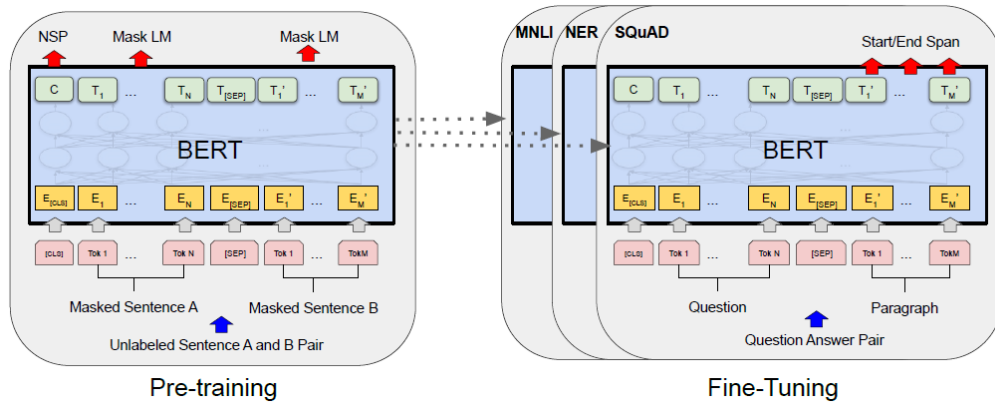 NSP Mask LM Mask LM
C T1 ... TN T[SEP] T1' ... TM'
BERT
E[CLS] E1 ... EN E[SEP] E1' ... EM'
[CLS] Tok 1 ... Tok N [SEP] Tok 1 ... TokM
Masked Sentence A Masked Sentence B
Unlabeled Sentence A and B Pair
Pre-training
MNLI NER SQuAD
Start/End Span
C T1 ... TN T[SEP] T1' ... TM'
BERT
E[CLS] E1 ... EN E[SEP] E1' ... EM'
[CLS] Tok 1 ... Tok N [SEP] Tok 1 ... TokM
Question Paragraph
Question Answer Pair
Fine-Tuning